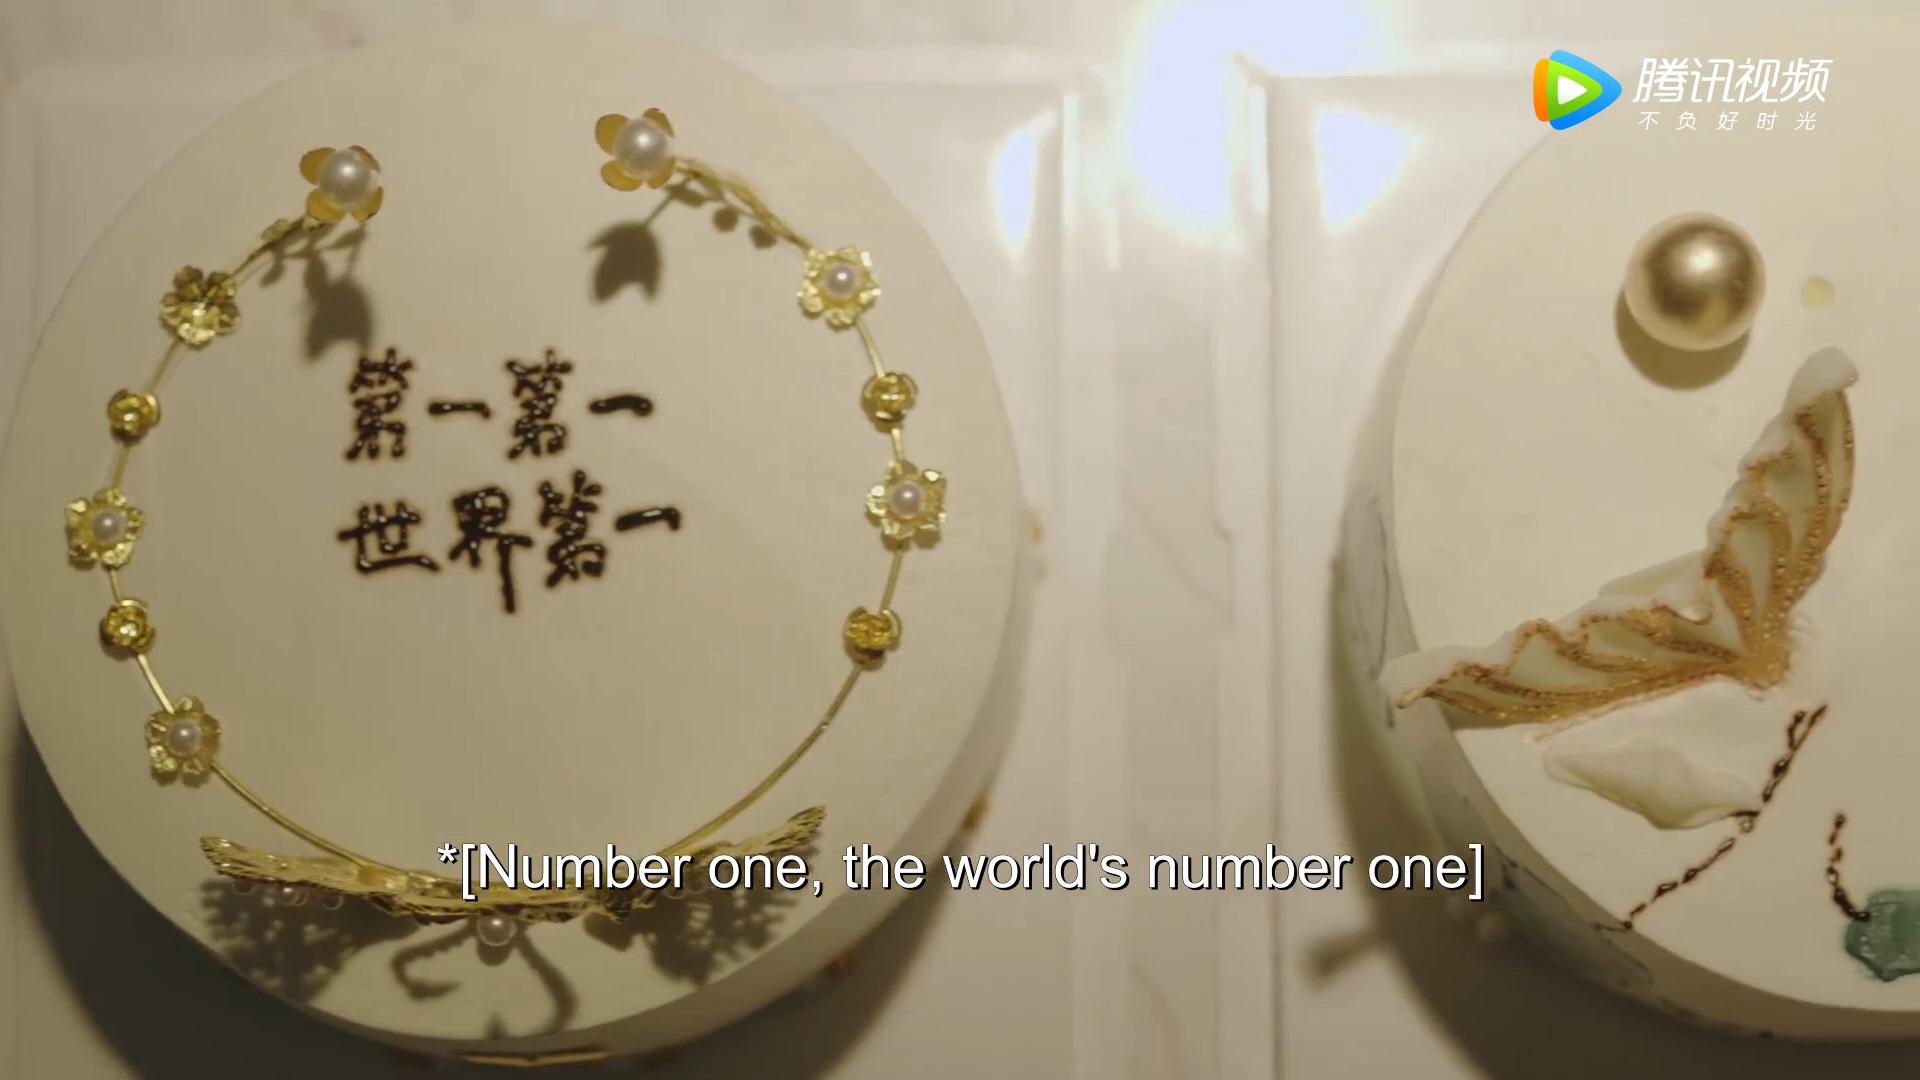 腾讯视频
不负好时光
第一第一
世界第一
*[Number one, the world's number one]